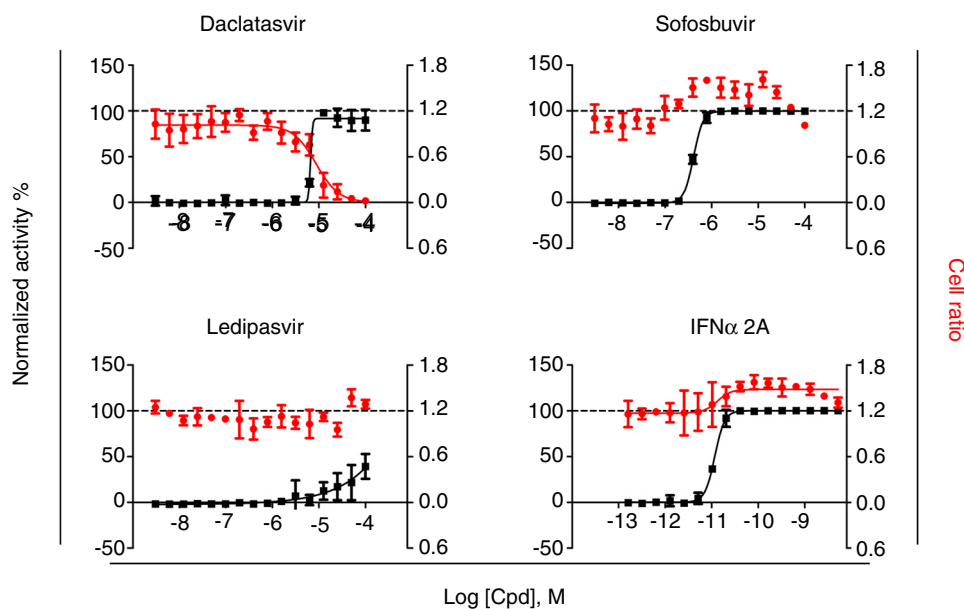 Daclatasvir
Sofosbuvir
150 1.8 150 1.8
100 1.2 100 1.2
50 0.6 50 0.6
0 0.0 0 0.0
-8 -7 -6 -5 -4 -8 -7 -6 -5 -4
-50 0.6 -50 0.6
Normalized activity %
Cell ratio
Ledipasvir
IFNα 2A
150 1.8 150 1.8
100 1.2 100 1.2
50 0.6 50 0.6
0 0.0 0 0.0
-8 -7 -6 -5 -4 -13 -12 -11 -10 -9
-50 0.6 -50 0.6
Log [Cpd], M